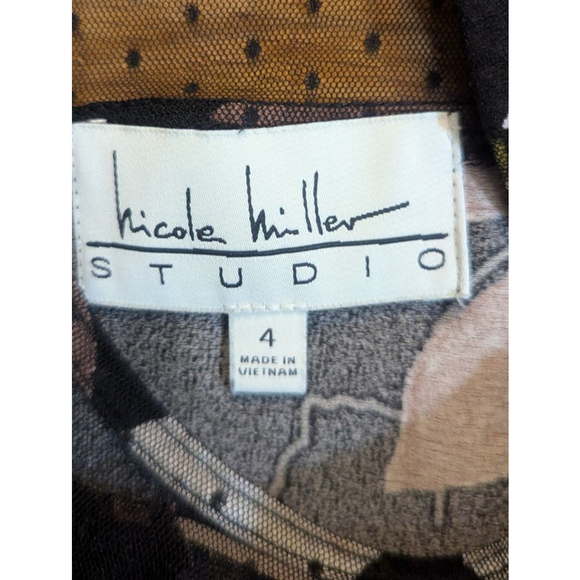 nicole miller
STUDIO
4
MADE IN
VIETNAM